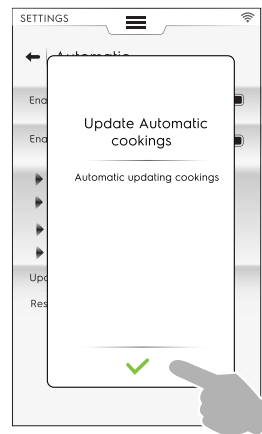 SETTINGS
Automatic
Ena
Ena
Update Automatic
cookings
Automatic updating cookings
Upd
Res